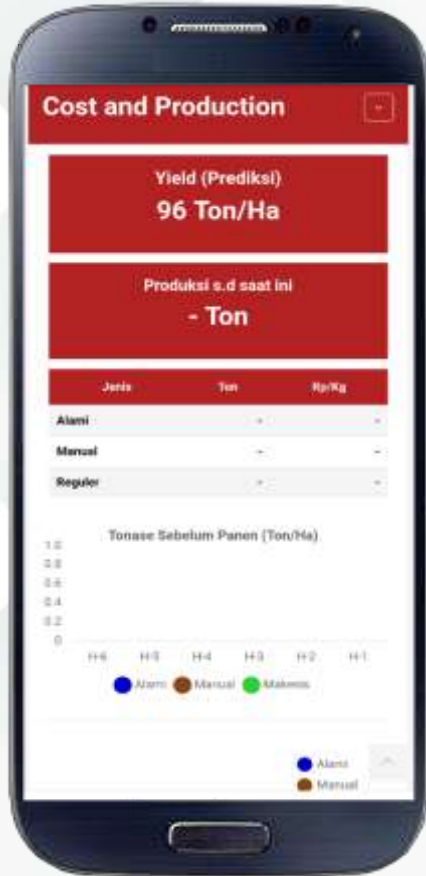 Cost and Production
Yield (Prediksi)
96 Ton/Ha
Produksi s.d saat ini
- Ton
Jenis Ton Rp/Kg
Alami - -
Manual - -
Reguler - -
Tonase Sebelum Panen (Ton/Ha)
1.0
0.8
0.6
0.4
0.2
0
H-6 H-5 H-4 H-3 H-2 H-1
Alami Manual Makenis
Alami
Manual